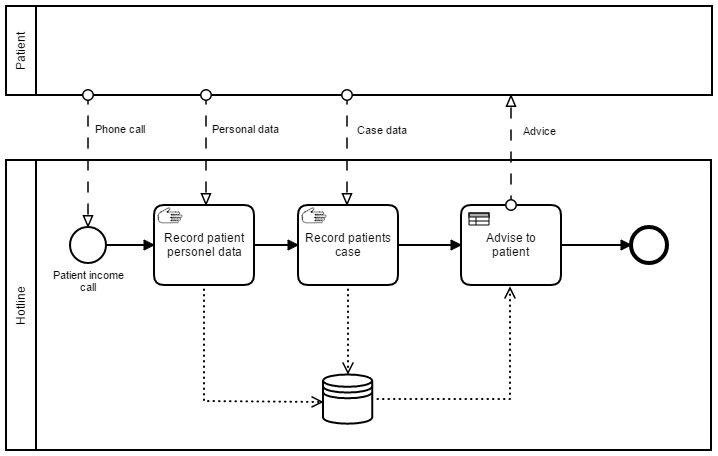 Patient
Phone call
Personal data
Case data
Advice
Hotline
Patient income
call
Record patient
personel data
Record patients
case
Advise to
patient